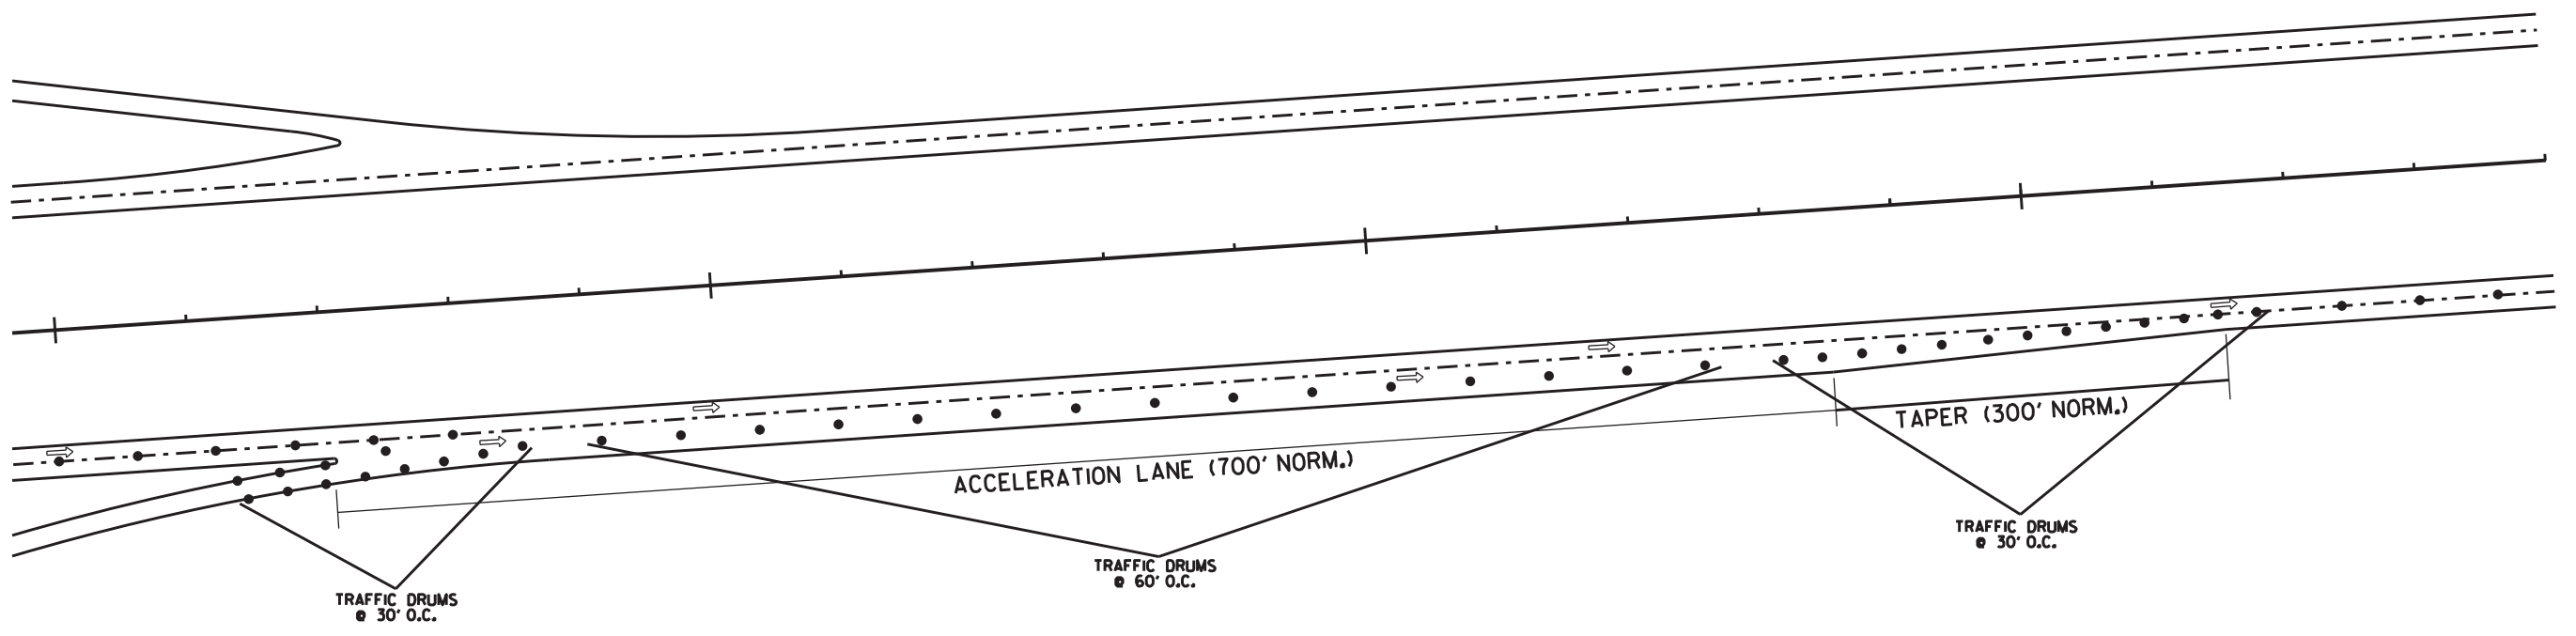 TAPER (300' NORM.)
ACCELERATION LANE (700' NORM.)
TRAFFIC DRUMS
@ 30' O.C.
TRAFFIC DRUMS
@ 60' O.C.
TRAFFIC DRUMS
@ 30' O.C.